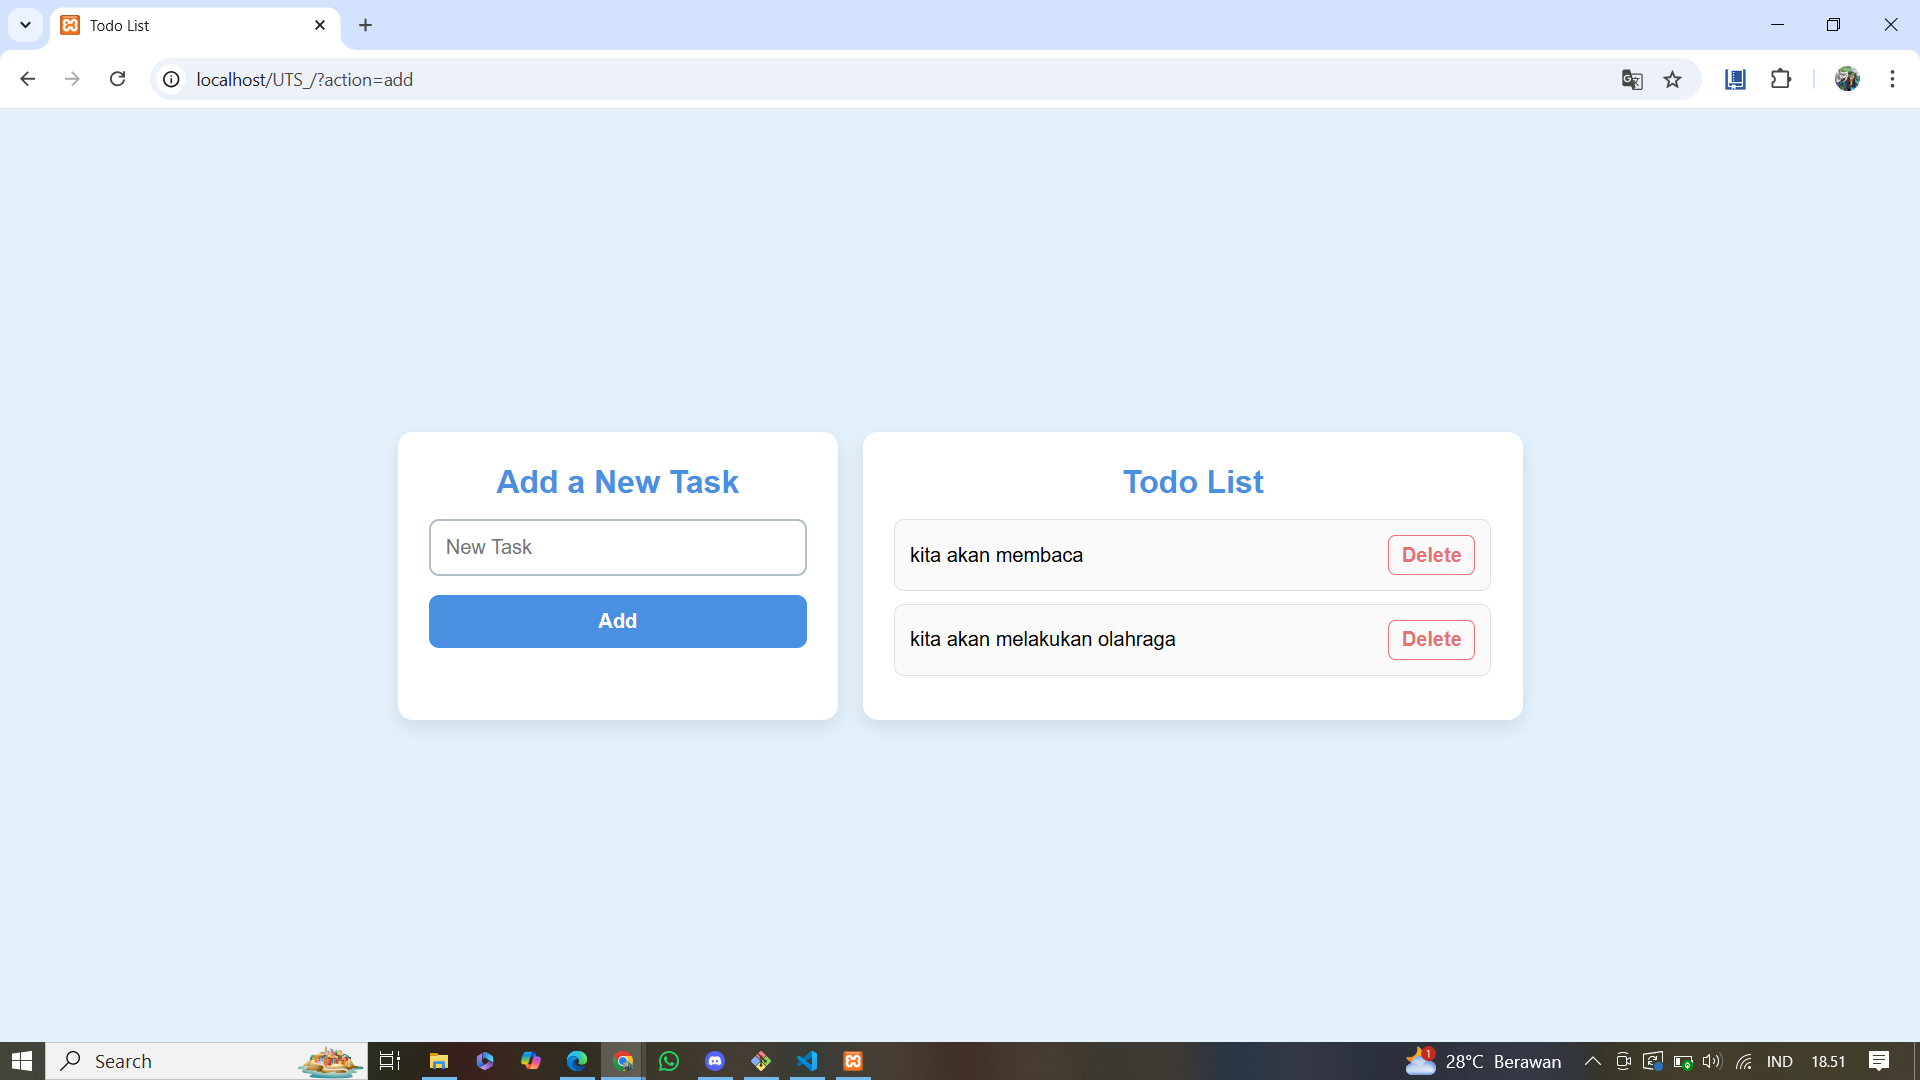 Todo List
localhost/UTS_/?action=add
Add a New Task
New Task
Add
Todo List
kita akan membaca
Delete
kita akan melakukan olahraga
Delete
Search
1
28°C Berawan
IND
18.51